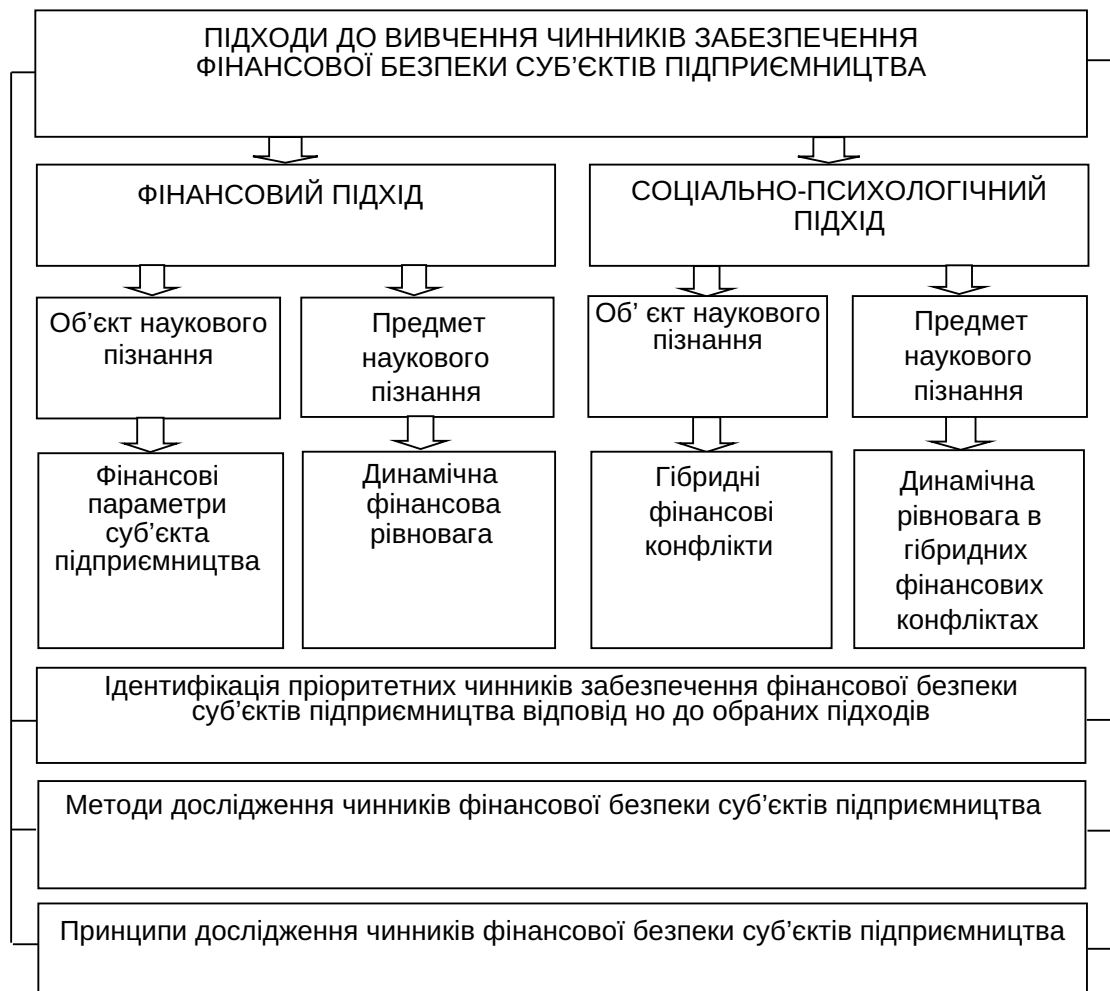 ПІДХОДИ ДО ВИВЧЕННЯ ЧИННИКІВ ЗАБЕЗПЕЧЕННЯ
ФІНАНСОВОЇ БЕЗПЕКИ СУБ’ЄКТІВ ПІДПРИЄМНИЦТВА
ФІНАНСОВИЙ ПІДХІД
СОЦІАЛЬНО-ПСИХОЛОГІЧНИЙ
ПІДХІД
Об’єкт наукового
пізнання
Предмет
наукового
пізнання
Об’ єкт наукового
пізнання
Предмет
наукового
пізнання
Фінансові
параметри
суб’єкта
підприємництва
Динамічна
фінансова
рівновага
Гібридні
фінансові
конфлікти
Динамічна
рівновага в
гібридних
фінансових
конфліктах
Ідентифікація пріоритетних чинників забезпечення фінансової безпеки
суб’єктів підприємництва відповід но до обраних підходів
Методи дослідження чинників фінансової безпеки суб’єктів підприємництва
Принципи дослідження чинників фінансової безпеки суб’єктів підприємництва